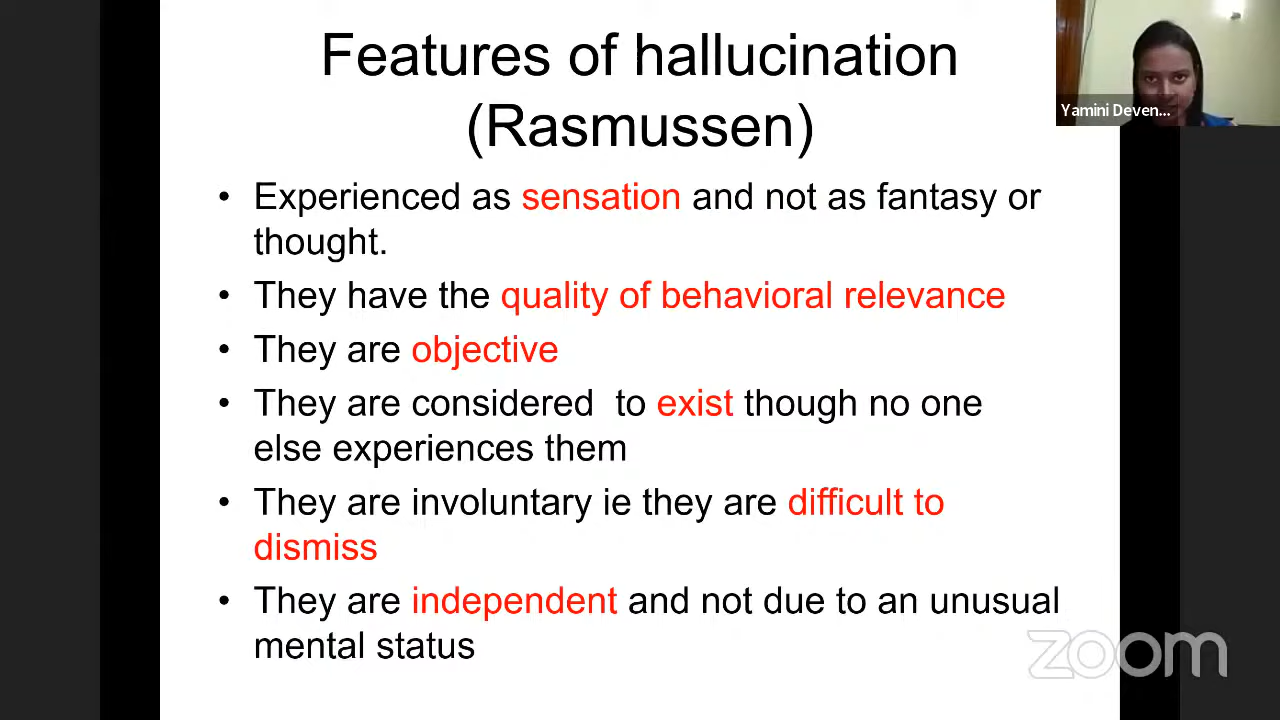 Features of hallucination
(Rasmussen)
Yamini Deven...
• Experienced as sensation and not as fantasy or
thought.
• They have the quality of behavioral relevance
• They are objective
• They are considered  to exist though no one
else experiences them
• They are involuntary ie they are difficult to
dismiss
• They are independent and not due to an unusual
mental status
zoom